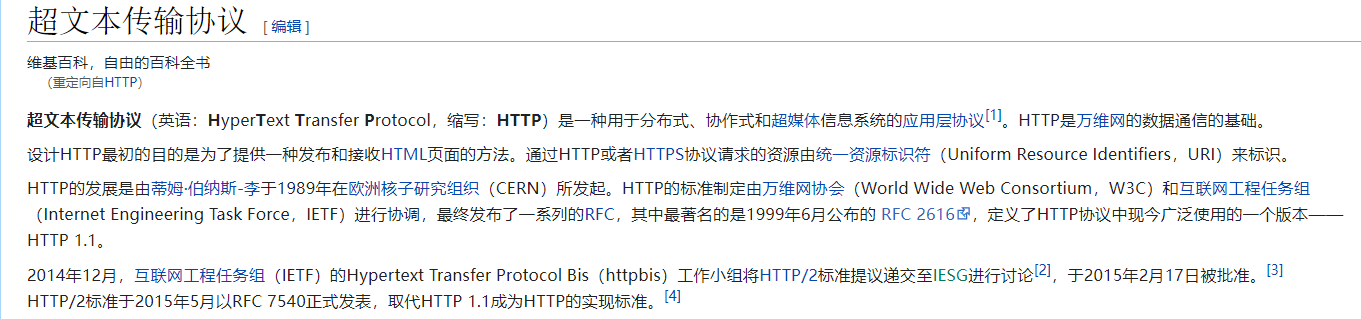 超文本传输协议 [编辑]
维基百科，自由的百科全书
（重定向自HTTP）
超文本传输协议（英语：HyperText Transfer Protocol，缩写：HTTP）是一种用于分布式、协作式和超媒体信息系统的应用层协议[1]。HTTP是万维网的数据通信的基础。
设计HTTP最初的目的是为了提供一种发布和接收HTML页面的方法。通过HTTP或者HTTPS协议请求的资源由统一资源标识符（Uniform Resource Identifiers，URI）来标识。
HTTP的发展是由蒂姆·伯纳斯-李于1989年在欧洲核子研究组织（CERN）所发起。HTTP的标准制定由万维网协会（World Wide Web Consortium，W3C）和互联网工程任务组
（Internet Engineering Task Force，IETF）进行协调，最终发布了一系列的RFC，其中最著名的是1999年6月公布的 RFC 2616，定义了HTTP协议中现今广泛使用的一个版本——
HTTP 1.1。
2014年12月，互联网工程任务组（IETF）的Hypertext Transfer Protocol Bis（httpbis）工作小组将HTTP/2标准提议递交至IESG进行讨论[2]，于2015年2月17日被批准。[3]
HTTP/2标准于2015年5月以RFC 7540正式发表，取代HTTP 1.1成为HTTP的实现标准。[4]